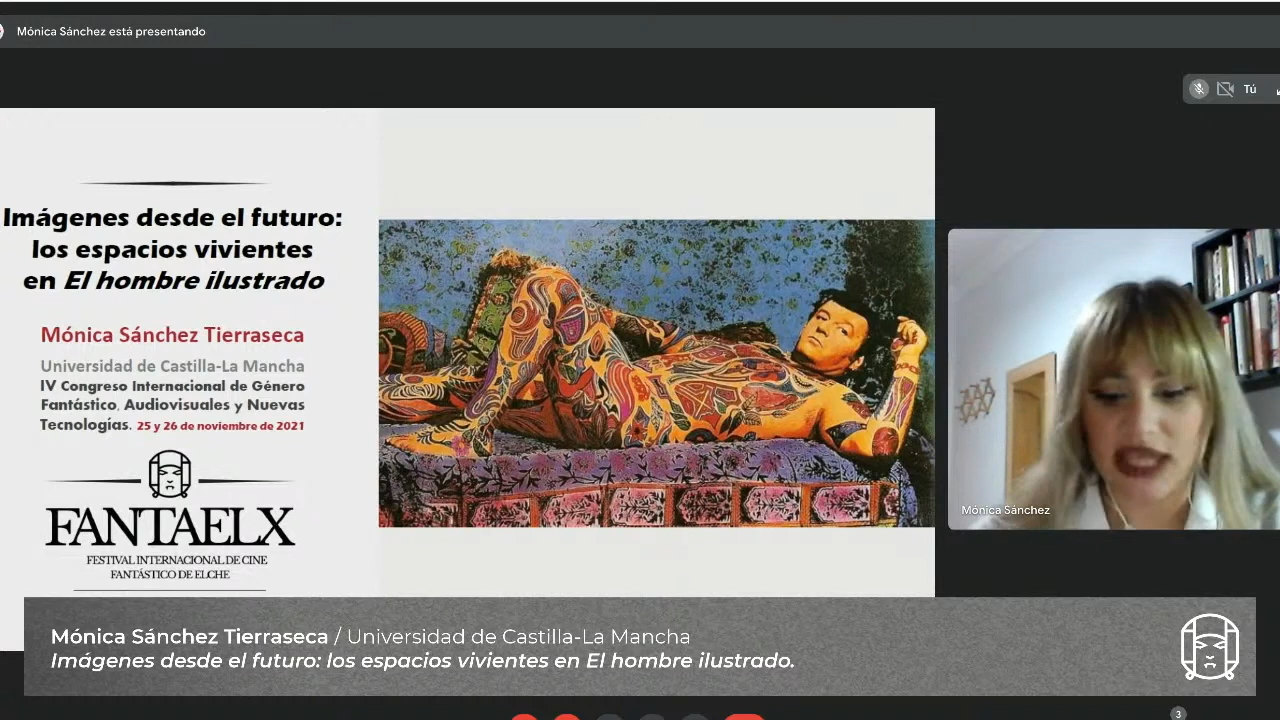 Mónica Sánchez está presentando
Tú
Imágenes desde el futuro:
los espacios vivientes
en El hombre ilustrado
Mónica Sánchez Tierraseca
Universidad de Castilla-La Mancha
IV Congreso Internacional de Género
Fantástico, Audiovisuales y Nuevas
Tecnologías. 25 y 26 de noviembre de 2021
FANTAELX
FESTIVAL INTERNACIONAL DE CINE
FANTÁSTICO DE ELCHE
Mónica Sánchez
Mónica Sánchez Tierraseca / Universidad de Castilla-La Mancha
Imágenes desde el futuro: los espacios vivientes en El hombre ilustrado.
3